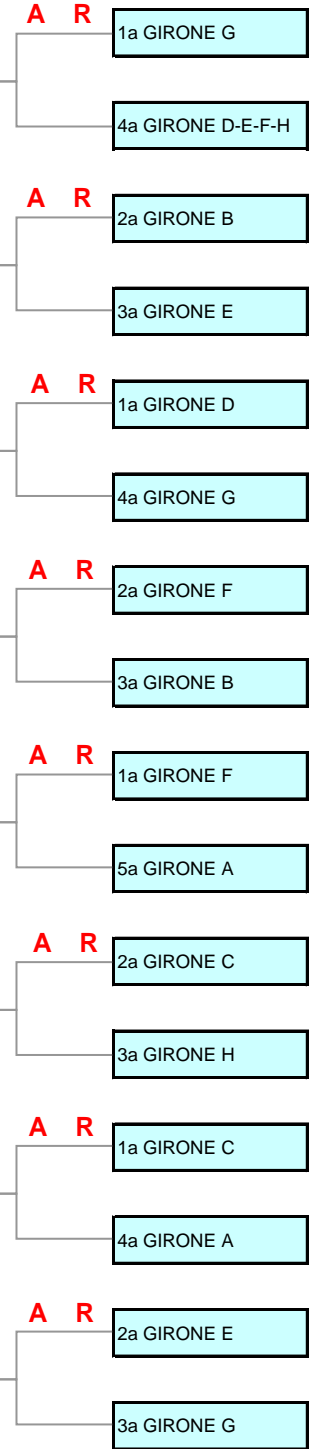 A R
1a GIRONE G
4a GIRONE D-E-F-H
A R
2a GIRONE B
3a GIRONE E
A R
1a GIRONE D
4a GIRONE G
A R
2a GIRONE F
3a GIRONE B
A R
1a GIRONE F
5a GIRONE A
A R
2a GIRONE C
3a GIRONE H
A R
1a GIRONE C
4a GIRONE A
A R
2a GIRONE E
3a GIRONE G